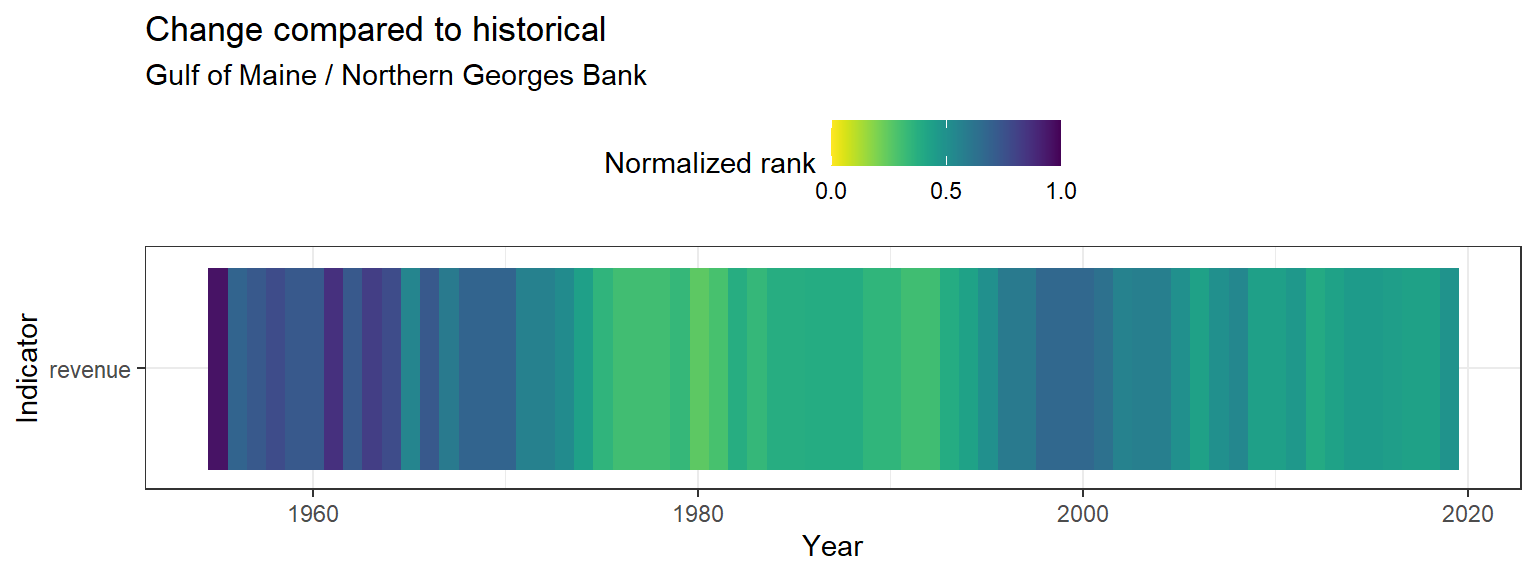 Change compared to historical
Gulf of Maine / Northern Georges Bank
Normalized rank
0.0 0.5 1.0
Indicator
revenue
1960 1980 2000 2020
Year